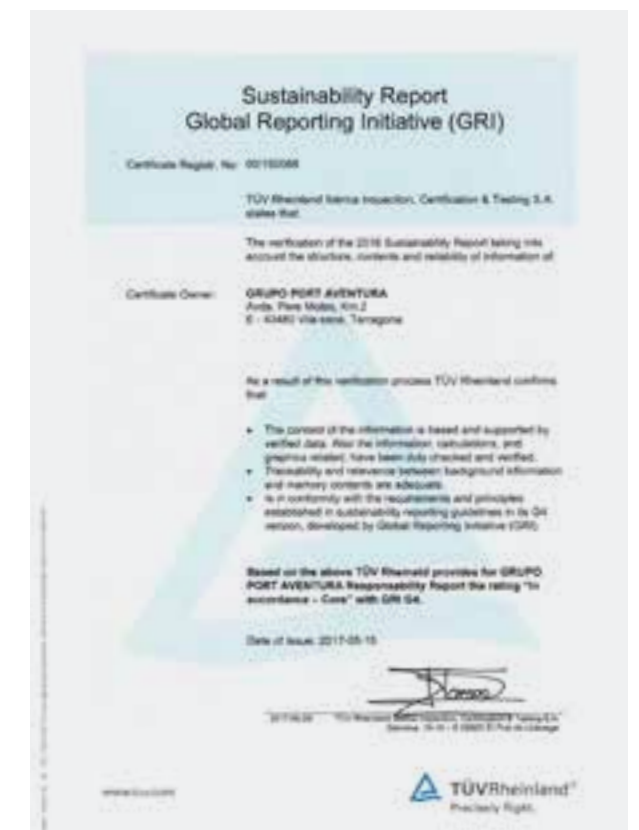 Sustainability Report
Global Reporting Initiative (GRI)
Certificate Registr. No
TÜV Rheinland Ibérica Inspection, Certification & Testing S.A.
states that:
The verification of the 2016 Sustainability Report taking into
account the structure, contents and reliability of information of:
Certificate Owner:
GRUPO PORT AVENTURA
Avda. Pere Molas, Km.2
E - 43480 Vila-seca, Tarragona
As a result of this verification process TÜV Rheinland confirms
that:
• The content of the information is based and supported by
verified data. Also the information, calculations, and
graphics related, have been duly checked and verified.
• Traceability and relevance between background information
and memory contents are adequate.
• Is in conformity with the requirements and principles
established in sustainability reporting guidelines in its G4
version, developed by Global Reporting Initiative (GRI).
Based on the above TÜV Rheinald provides for GRUPO
PORT AVENTURA Responsability Report the rating "In
accordance – Core" with GRI G4.
Date of issue: 2017-05-15
www.tuv.com
TÜVRheinland®
Precisely Right.